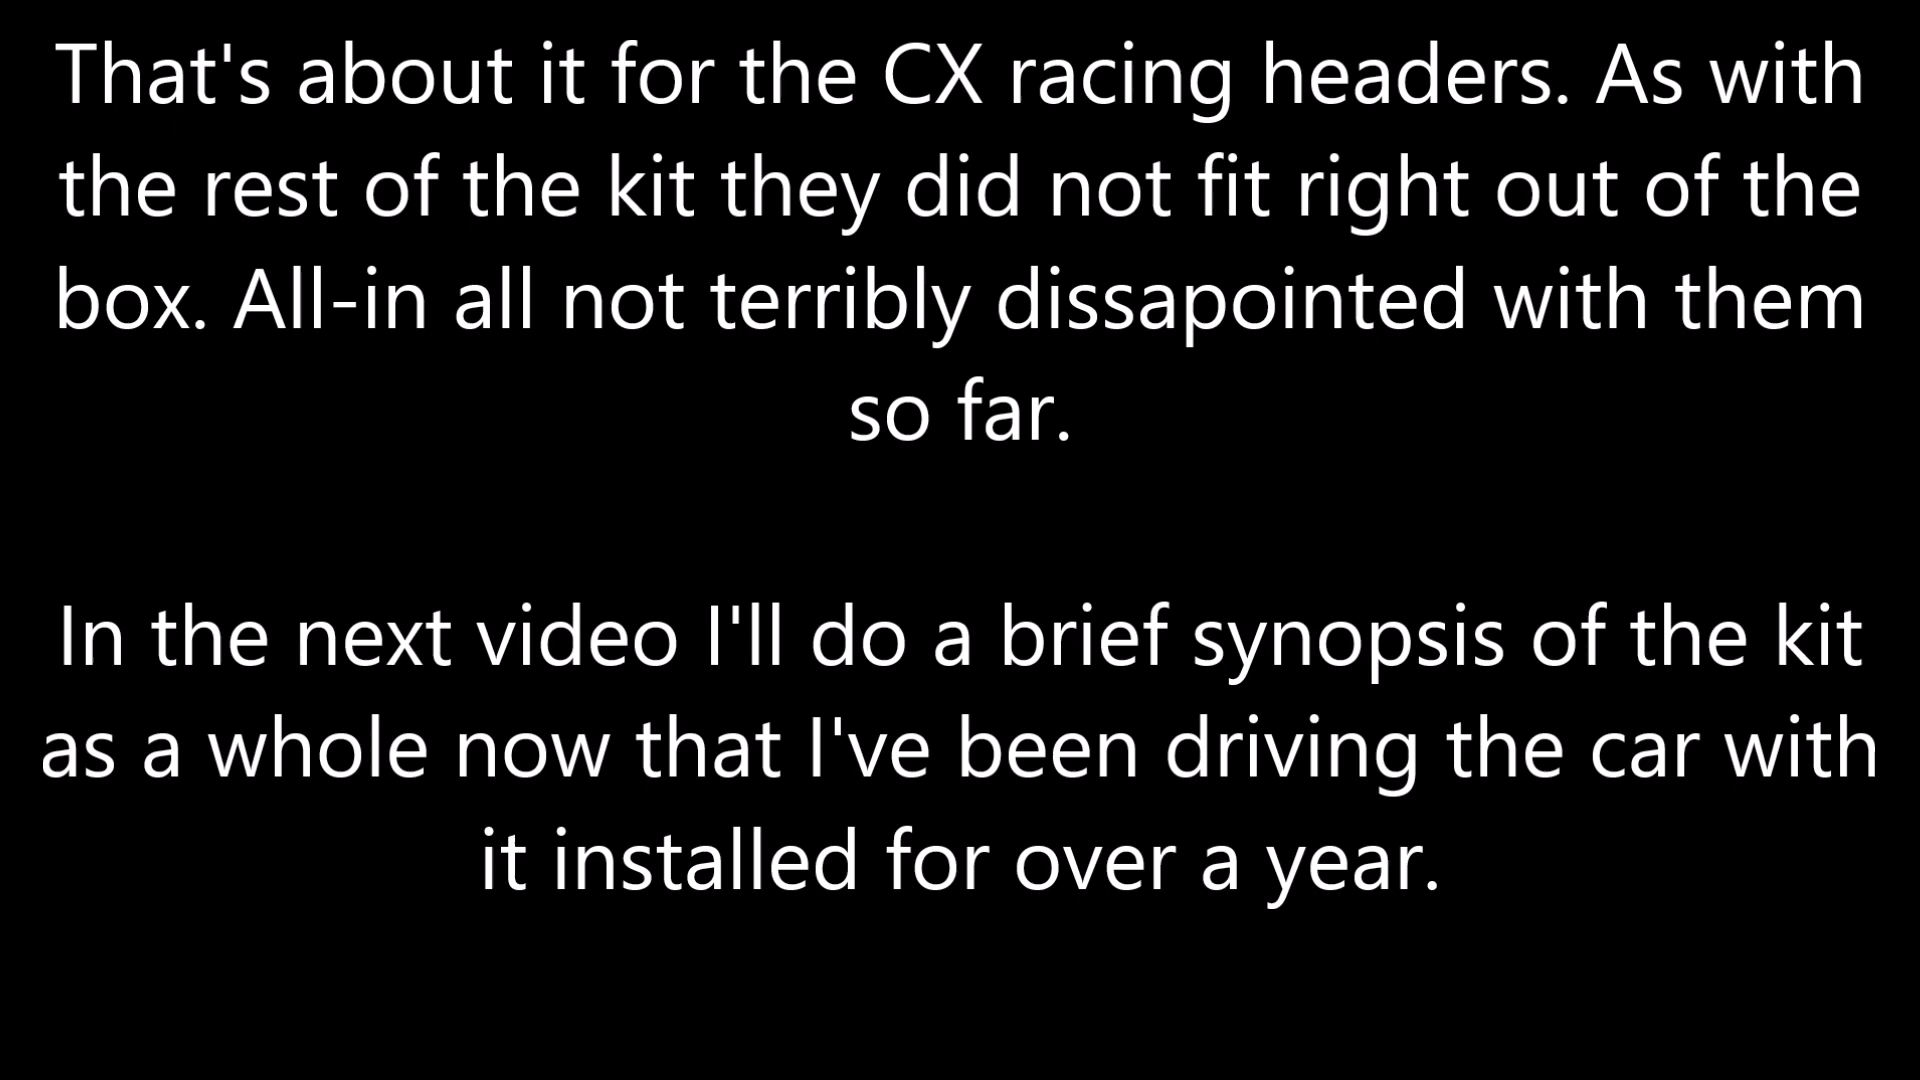 That's about it for the CX racing headers. As with
the rest of the kit they did not fit right out of the
box. All-in all not terribly dissapointed with them
so far.
In the next video I'll do a brief synopsis of the kit
as a whole now that I've been driving the car with
it installed for over a year.